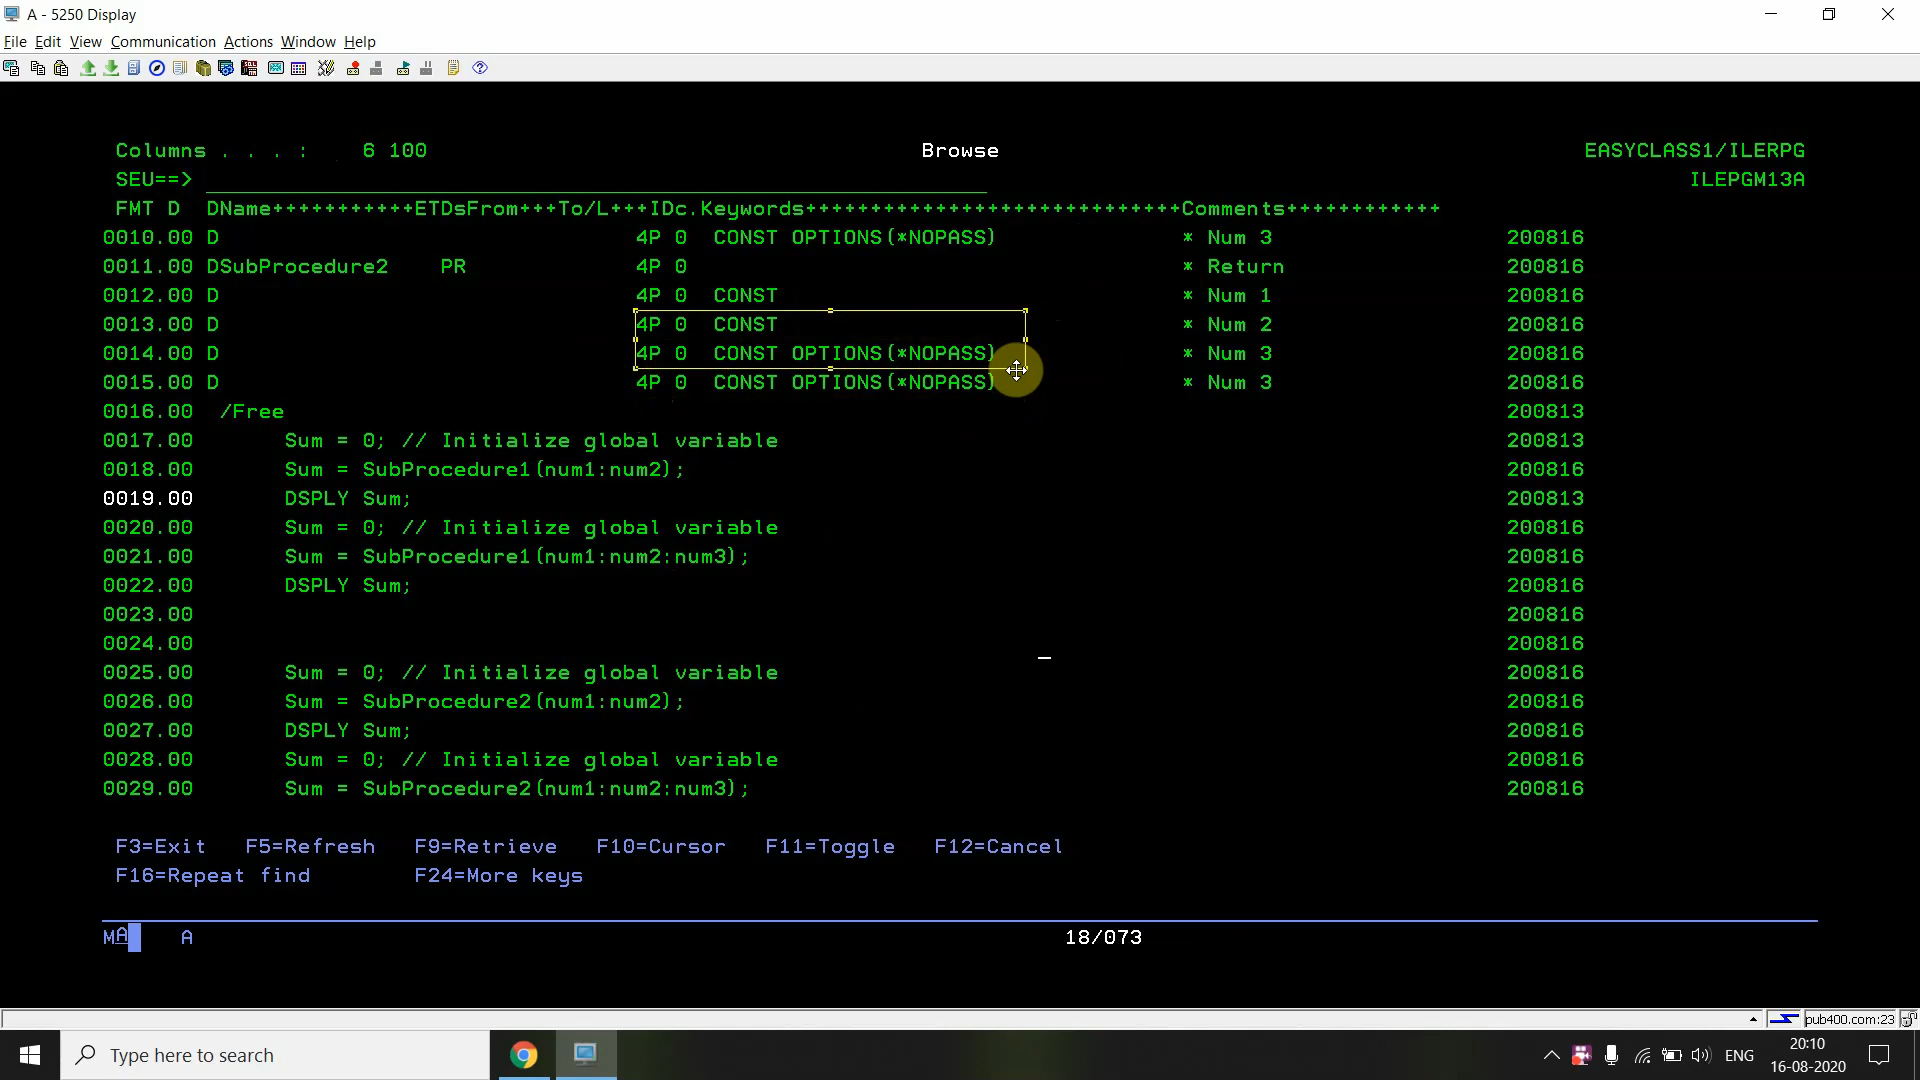 A - 5250 Display
File Edit View Communication Actions Window Help
Columns . . . :    6 100    Browse    EASYCLASS1/ILERPG
SEU==>    ILEPGM13A
FMT D  DName+++++++++++ETDsFrom+++To/L+++IDc.Keywords+++++++++++++++++++++++++++++Comments++++++++++++
0010.00 D    4P 0  CONST OPTIONS(*NOPASS)    * Num 3    200816
0011.00 DSubProcedure2    PR    4P 0    * Return    200816
0012.00 D    4P 0  CONST    * Num 1    200816
0013.00 D    4P 0  CONST    * Num 2    200816
0014.00 D    4P 0  CONST OPTIONS(*NOPASS)    * Num 3    200816
0015.00 D    4P 0  CONST OPTIONS(*NOPASS)    * Num 3    200816
0016.00  /Free    200813
0017.00    Sum = 0; // Initialize global variable    200813
0018.00    Sum = SubProcedure1(num1:num2);    200816
0019.00    DSPLY Sum;    200813
0020.00    Sum = 0; // Initialize global variable    200816
0021.00    Sum = SubProcedure1(num1:num2:num3);    200816
0022.00    DSPLY Sum;    200816
0023.00    200816
0024.00    200816
0025.00    Sum = 0; // Initialize global variable    200816
0026.00    Sum = SubProcedure2(num1:num2);    200816
0027.00    DSPLY Sum;    200816
0028.00    Sum = 0; // Initialize global variable    200816
0029.00    Sum = SubProcedure2(num1:num2:num3);    200816
F3=Exit   F5=Refresh   F9=Retrieve   F10=Cursor   F11=Toggle   F12=Cancel
F16=Repeat find    F24=More keys
MA    A    18/073
pub400.com:23
Type here to search    ENG    20:10
16-08-2020